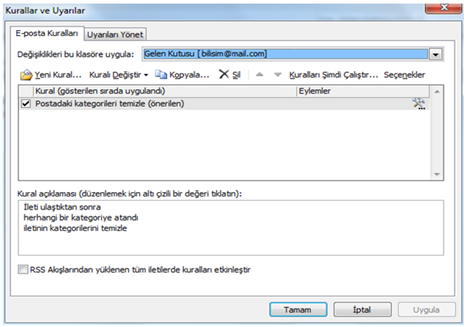 Kurallar ve Uyarılar
E-posta Kuralları Uyarıları Yönet
Değişiklikleri bu klasöre uygula: Gelen Kutusu [ bilisim@mail.com]
Yeni Kural... Kuralı Değiştir Kopyala... Sil Kuralları Şimdi Çalıştır... Seçenekler
Kural (gösterilen sırada uygulandı) Eylemler
Postadaki kategorileri temizle (önerilen)
Kural açıklaması (düzenlemek için altı çizili bir değeri tıklatın):
İleti ulaştıktan sonra
herhangi bir kategoriye atandı
iletinin kategorilerini temizle
RSS Akışlarından yüklenen tüm iletilerde kuralları etkinleştir
Tamam İptal Uygula